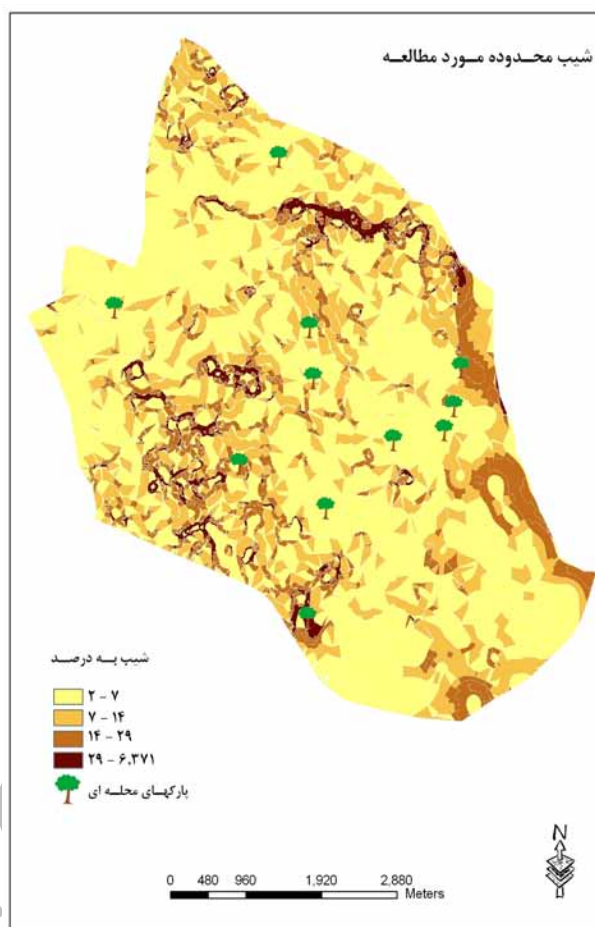 شیب محدوده مورد مطالعه
شیب به درصد
۲ - ۷
۷ - ۱۴
۱۴ - ۲۹
۲۹ - ۶,۳۷۱
پارکهای محله ای
N
0 480 960 1,920 2,880
Meters